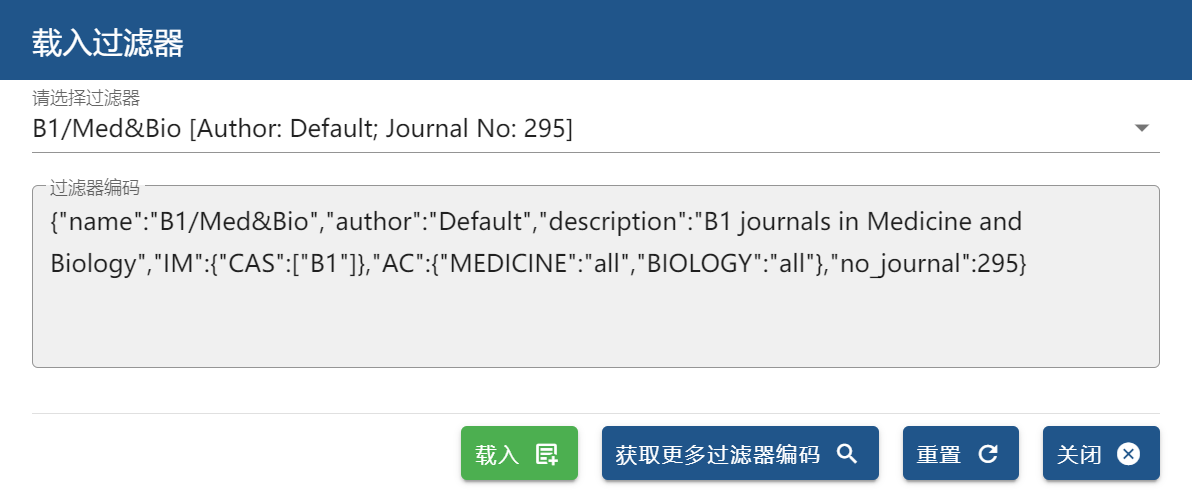 载入过滤器
请选择过滤器
B1/Med&Bio [Author: Default; Journal No: 295]
过滤器编码
{"name":"B1/Med&Bio","author":"Default","description":"B1 journals in Medicine and
Biology","IM":{"CAS":["B1"]},"AC":{"MEDICINE":"all","BIOLOGY":"all"},"no_journal":295}
载入 获取更多过滤器编码 重置 关闭